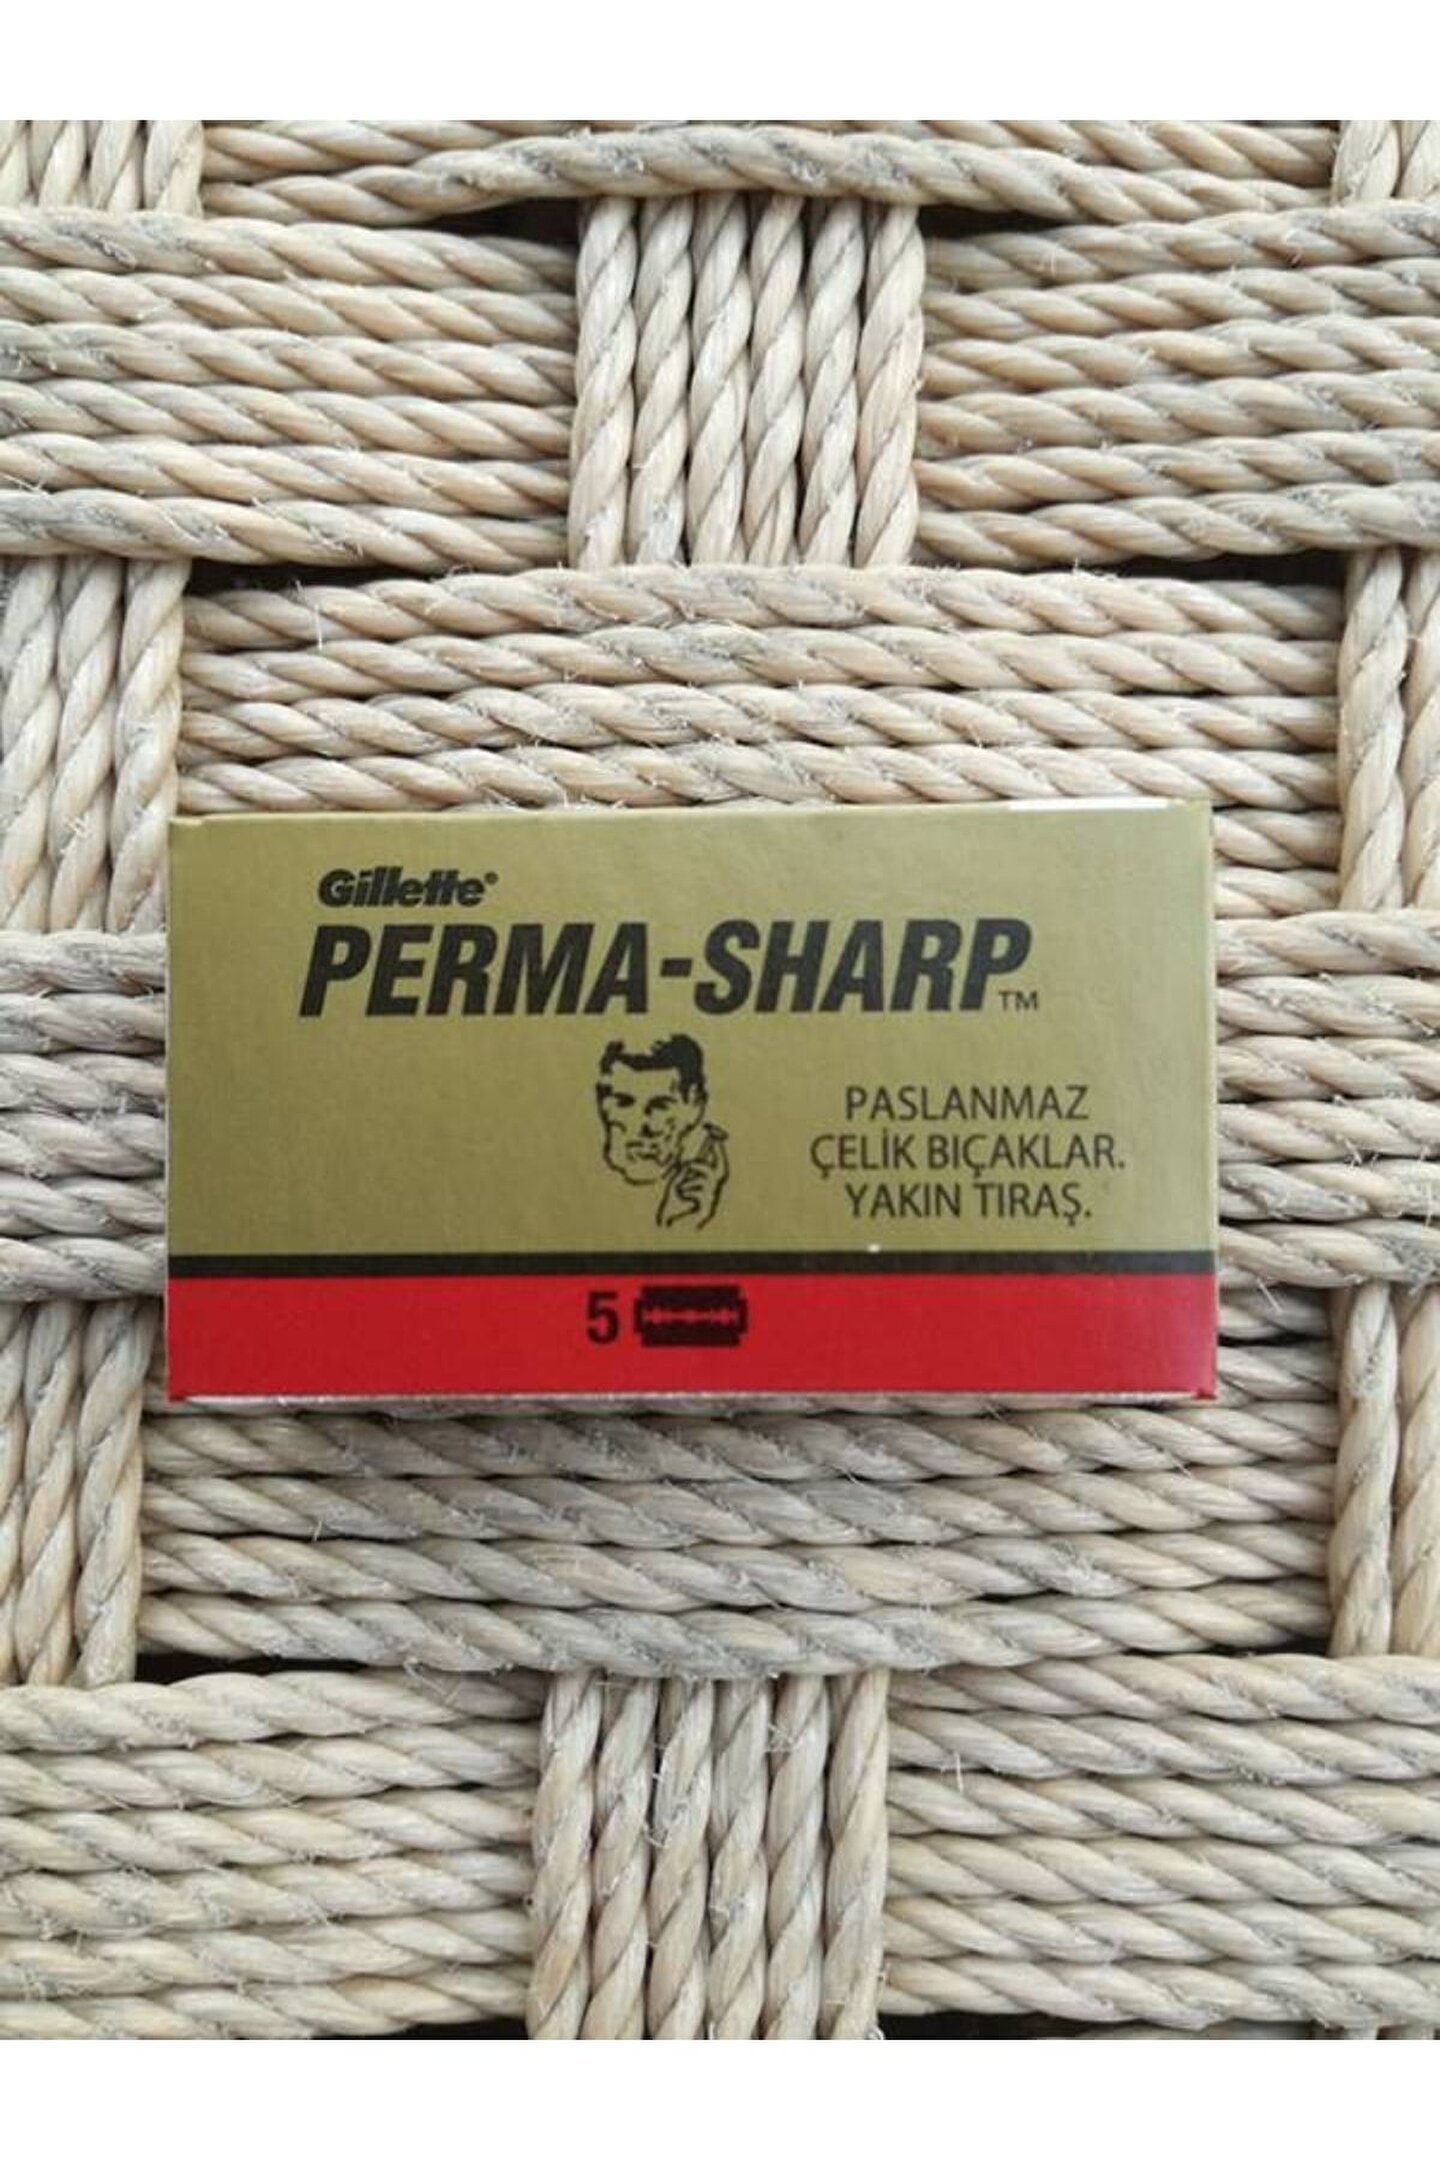 Gillette®
PERMA-SHARP™
PASLANMAZ
ÇELİK BIÇAKLAR.
YAKIN TIRAŞ.
5